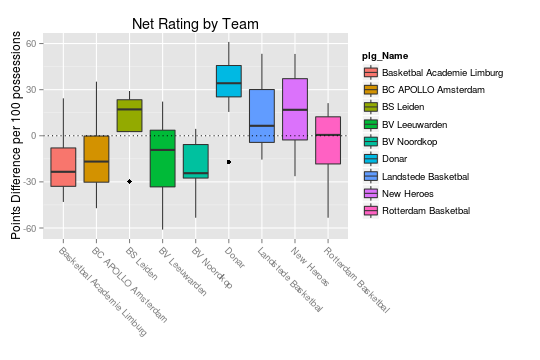 Net Rating by Team
Points Difference per 100 possessions
60
30
0
-30
-60
Basketbal Academie Limburg
BC APOLLO Amsterdam
BS Leiden
BV Leeuwarden
BV Noordkop
Donar
Landstede Basketbal
New Heroes
Rotterdam Basketbal
plg_Name
Basketbal Academie Limburg
BC APOLLO Amsterdam
BS Leiden
BV Leeuwarden
BV Noordkop
Donar
Landstede Basketbal
New Heroes
Rotterdam Basketbal